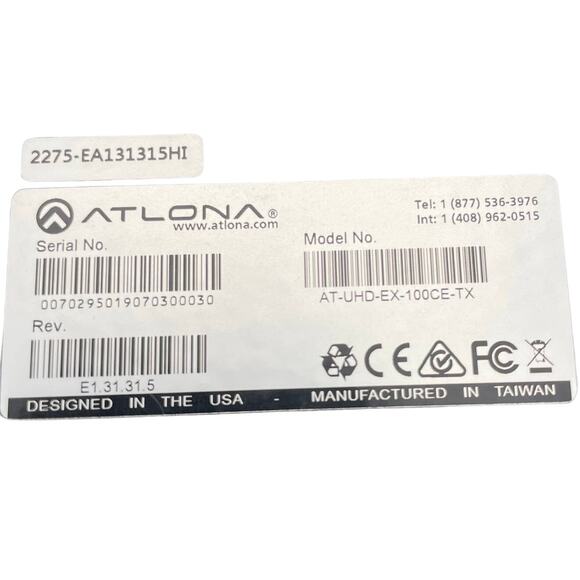 2275-EA131315HI
ATLONA®
www.atlona.com
Tel: 1 (877) 536-3976
Int: 1 (408) 962-0515
Serial No.
0070295019070300030
Model No.
AT-UHD-EX-100CE-TX
Rev.
E1.31.31.5
CE FC
DESIGNED IN THE USA - MANUFACTURED IN TAIWAN